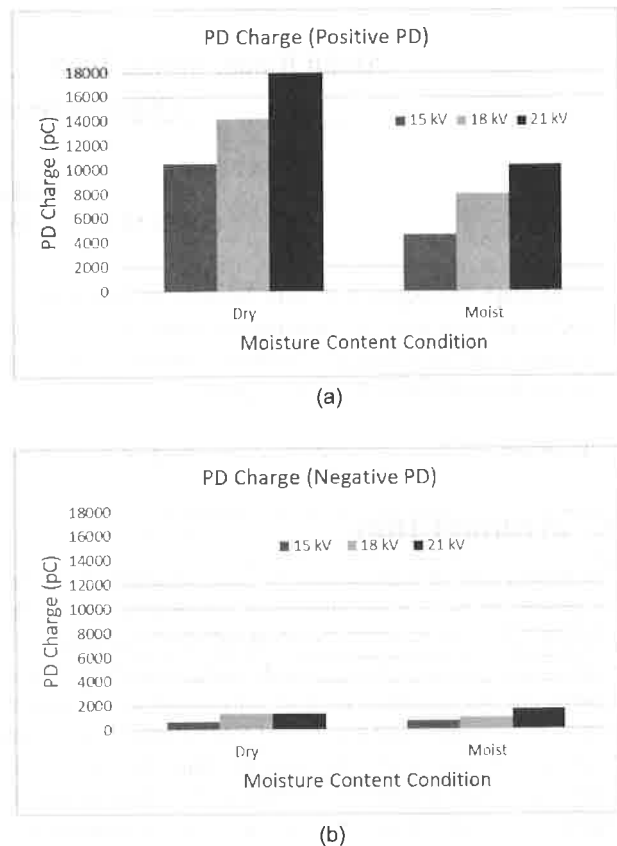 PD Charge (Positive PD)
18000
16000
14000
12000
10000
8000
6000
4000
2000
0
PD Charge (pC)
15 kV 18 kV 21 kV
Dry Moist
Moisture Content Condition
(a)
PD Charge (Negative PD)
18000
16000
14000
12000
10000
8000
6000
4000
2000
0
PD Charge (pC)
15 kV 18 kV 21 kV
Dry Moist
Moisture Content Condition
(b)